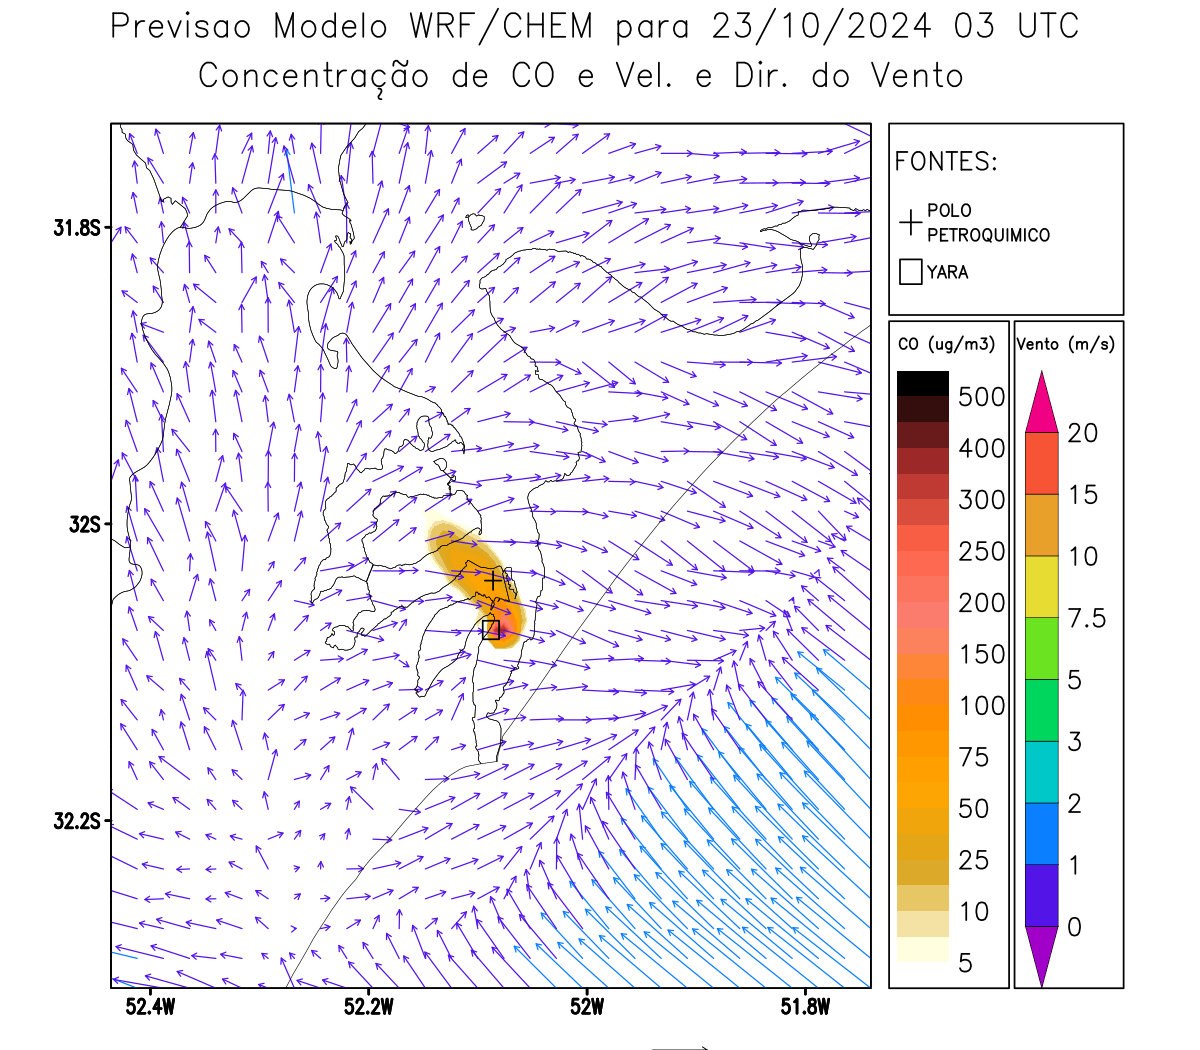 Previsao Modelo WRF/CHEM para 23/10/2024 03 UTC
Concentração de CO e Vel. e Dir. do Vento
FONTES:
POLO
PETROQUIMICO
YARA
CO (ug/m3)
500
400
300
250
200
150
100
75
50
25
10
5
Vento (m/s)
20
15
10
7.5
5
3
2
1
0
31.8S
32S
32.2S
52.4W
52.2W
52W
51.8W